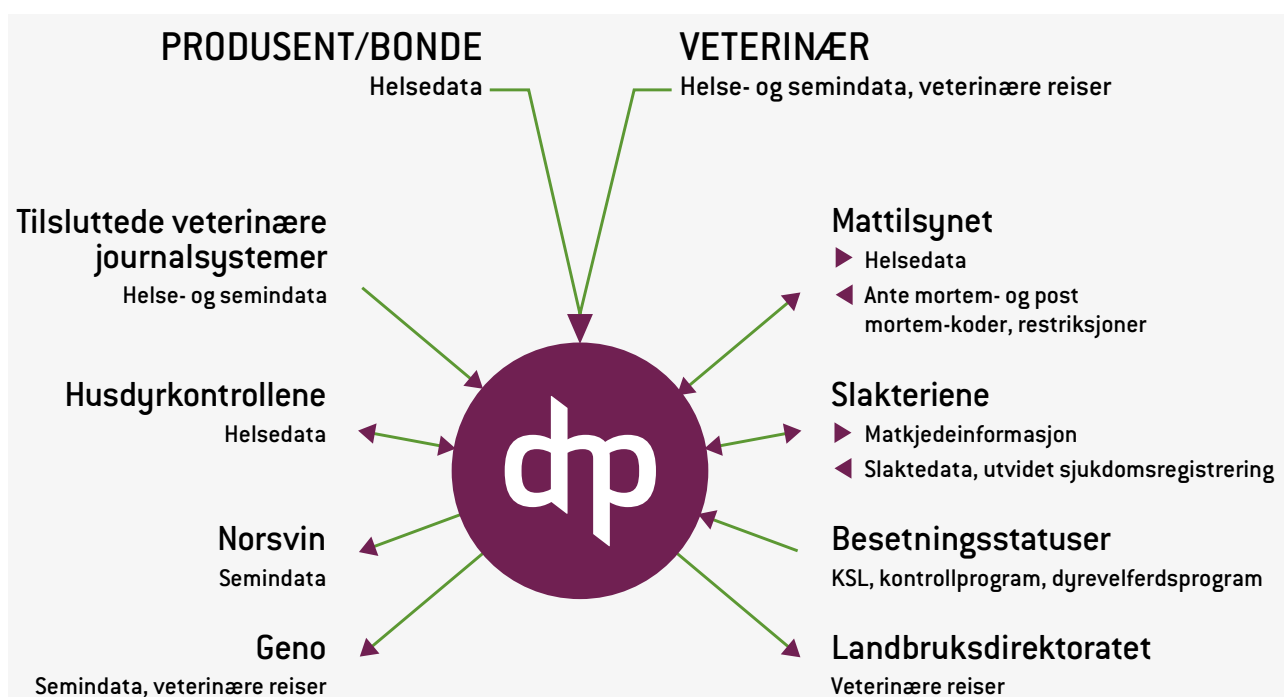 PRODUSENT/BONDE
Helsedata
VETERINÆR
Helse- og semindata, veterinære reiser
Tilsluttede veterinære
journalsystemer
Helse- og semindata
Mattilsynet
Helsedata
Ante mortem- og post
mortem-koder, restriksjoner
Husdyrkontrollene
Helsedata
Slakteriene
Matkjedeinformasjon
Slaktedata, utvidet sjukdomsregistrering
dhp
Norsvin
Semindata
Besetningsstatuser
KSL, kontrollprogram, dyrevelferdsprogram
Geno
Semindata, veterinære reiser
Landbruksdirektoratet
Veterinære reiser